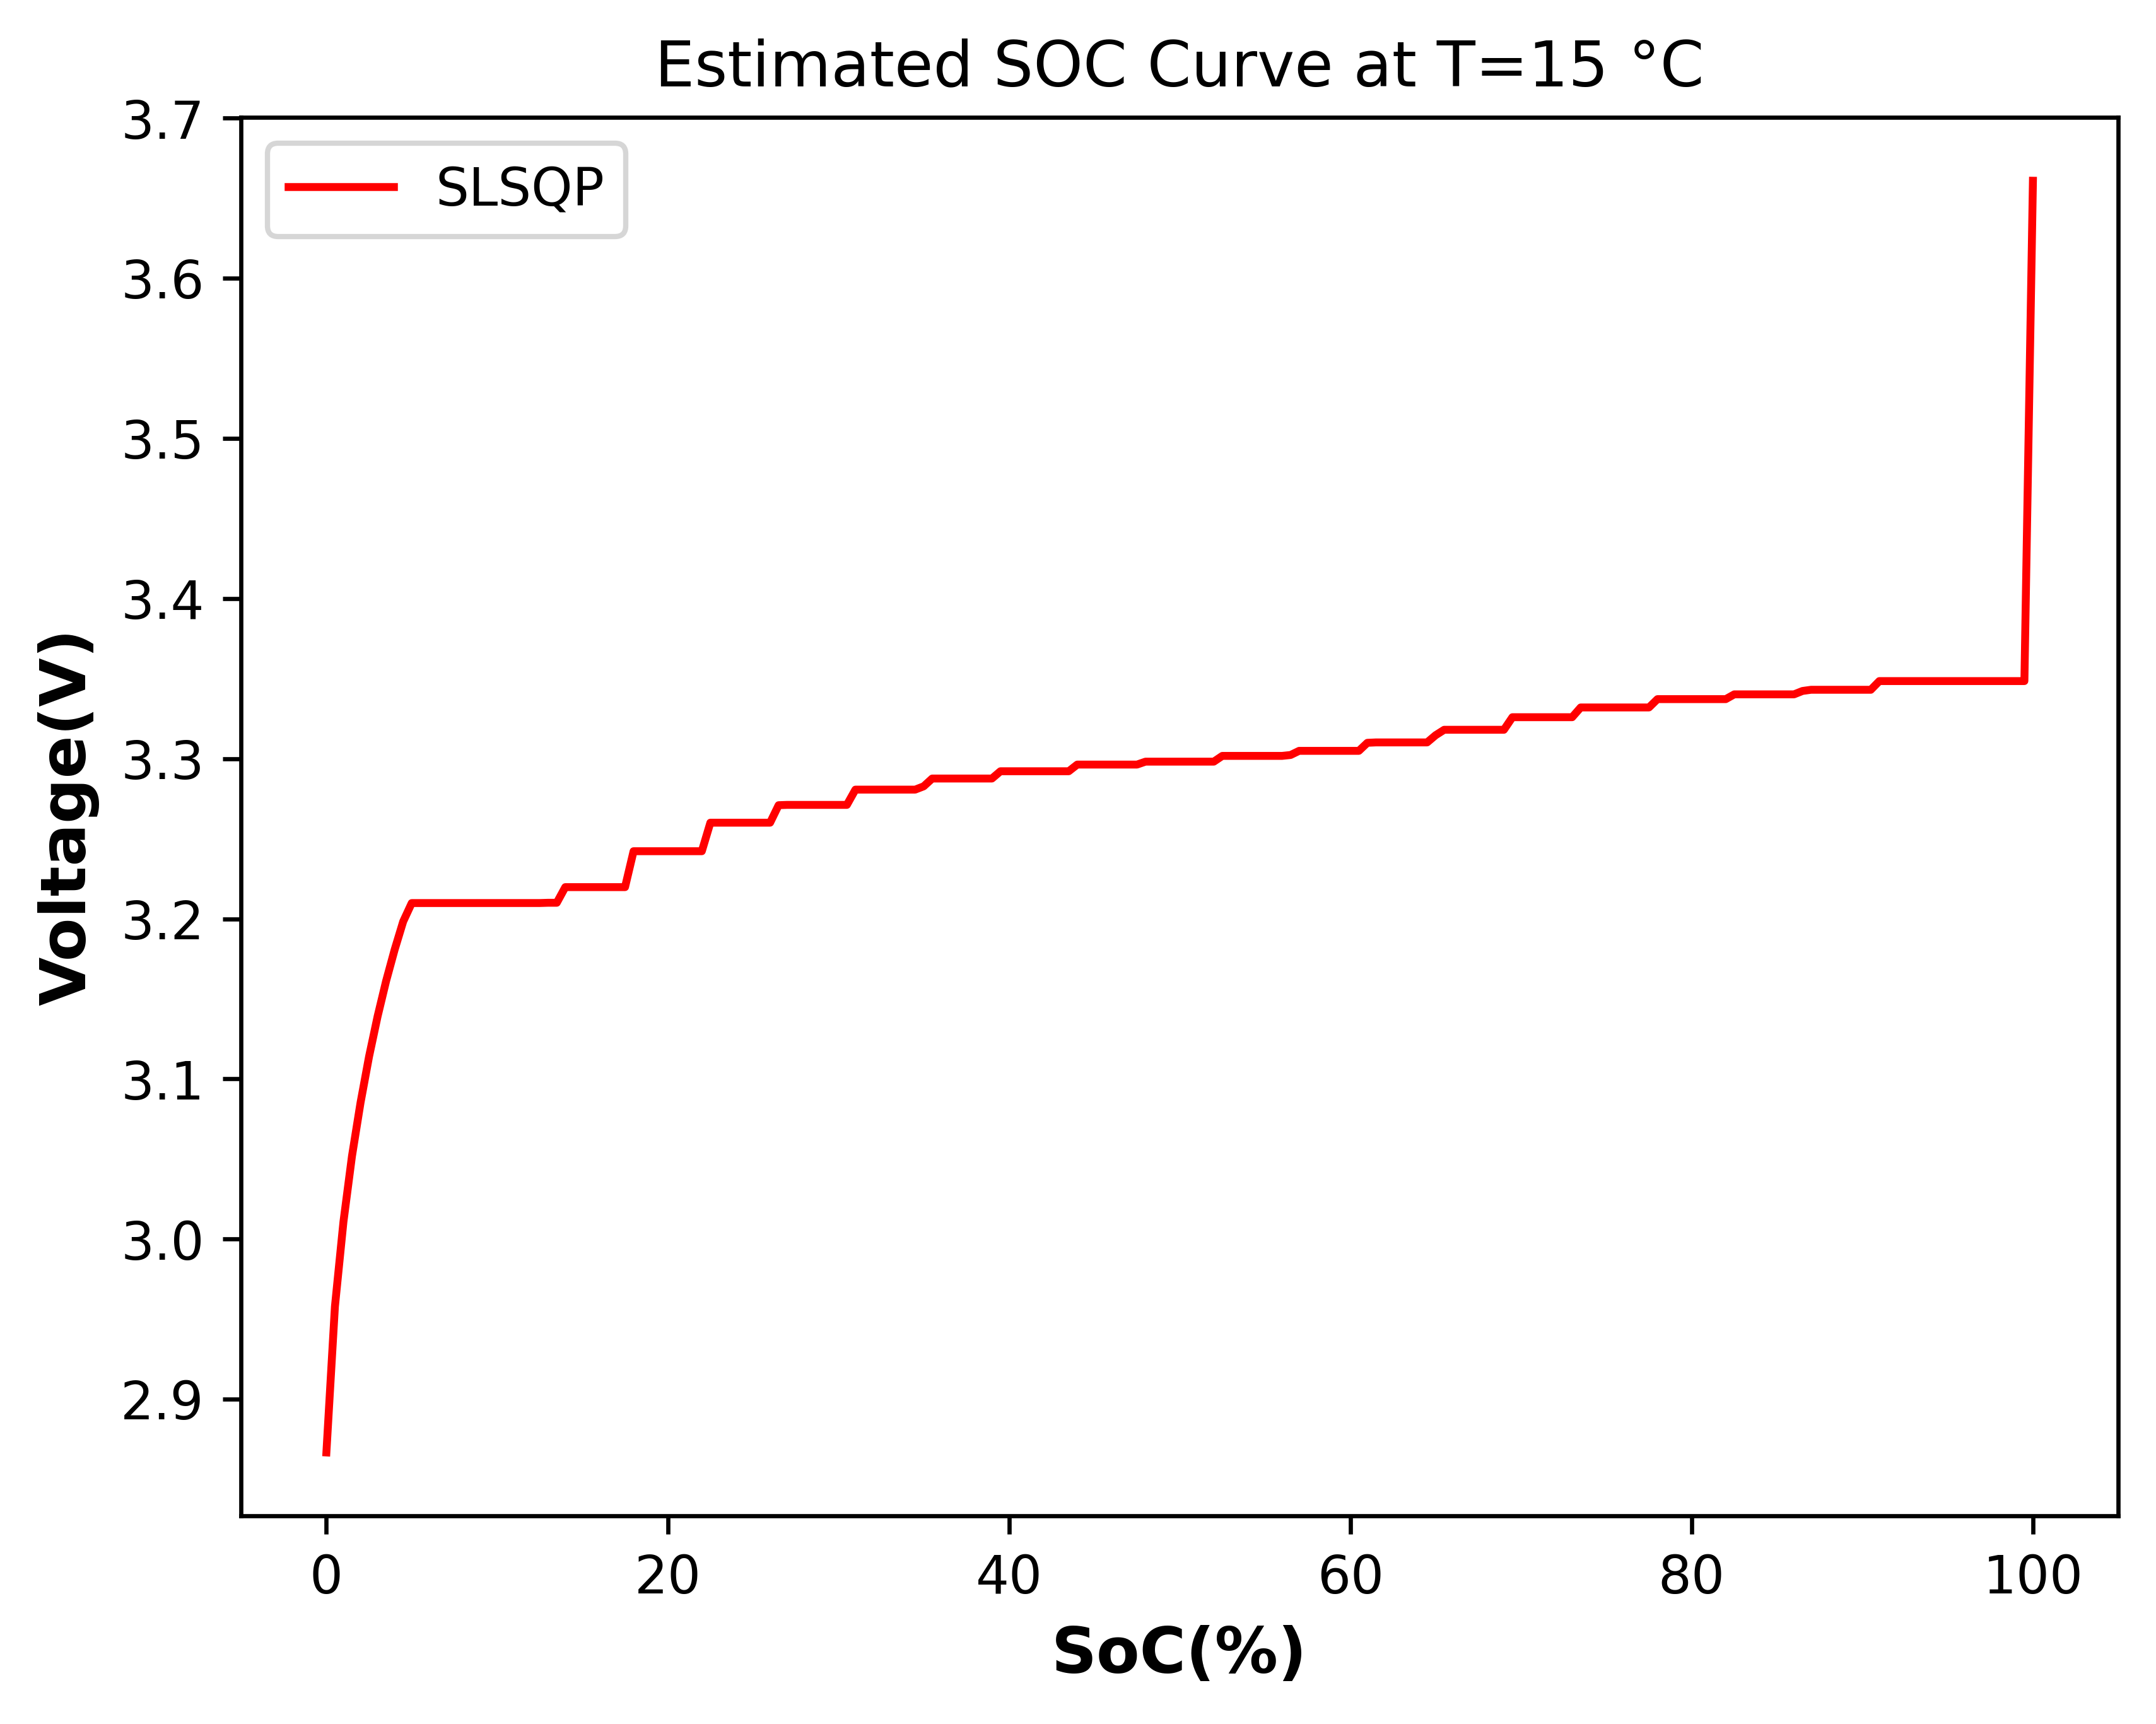 Estimated SOC Curve at T=15 °C
SLSQP
3.7
3.6
3.5
3.4
3.3
3.2
3.1
3.0
2.9
Voltage(V)
0 20 40 60 80 100
SoC(%)